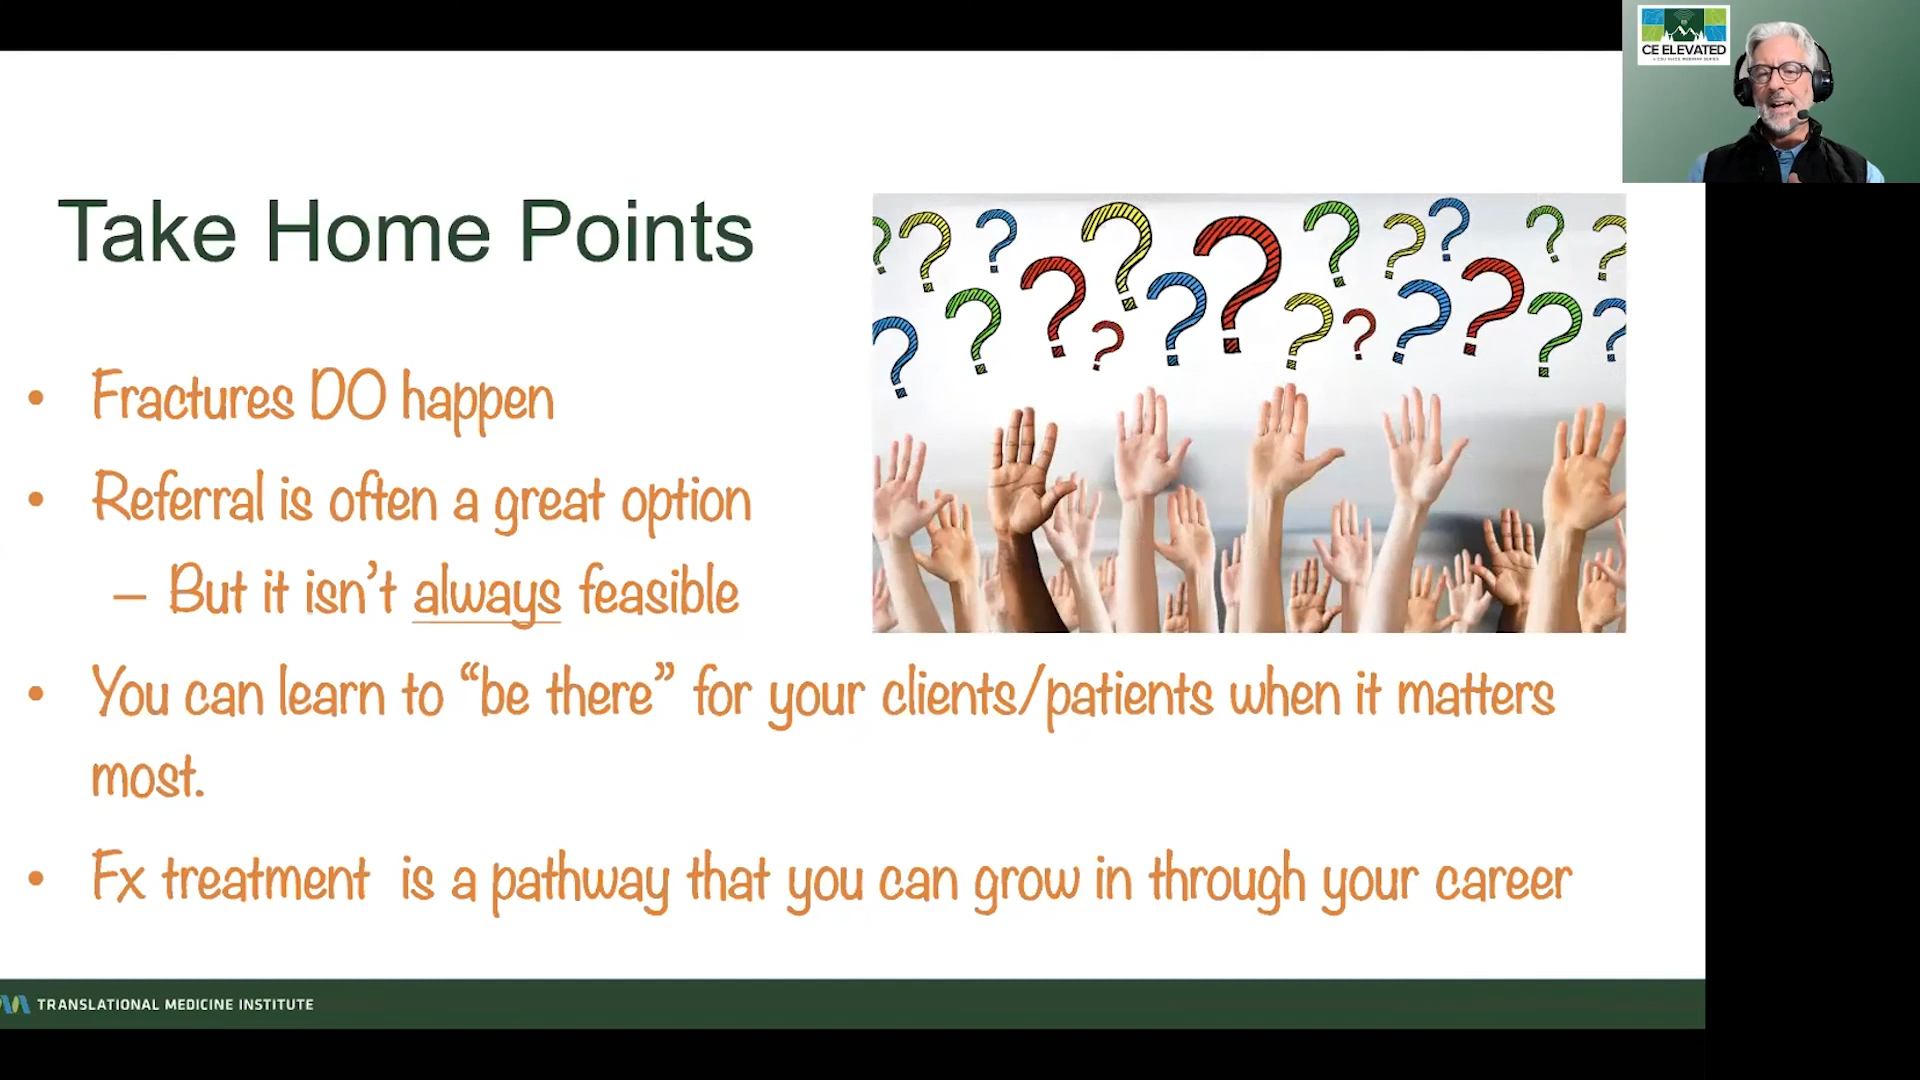 CE ELEVATED
Take Home Points
• Fractures DO happen
• Referral is often a great option
– But it isn't always feasible
• You can learn to “be there” for your clients/patients when it matters
most.
• Fx treatment is a pathway that you can grow in through your career
TRANSLATIONAL MEDICINE INSTITUTE